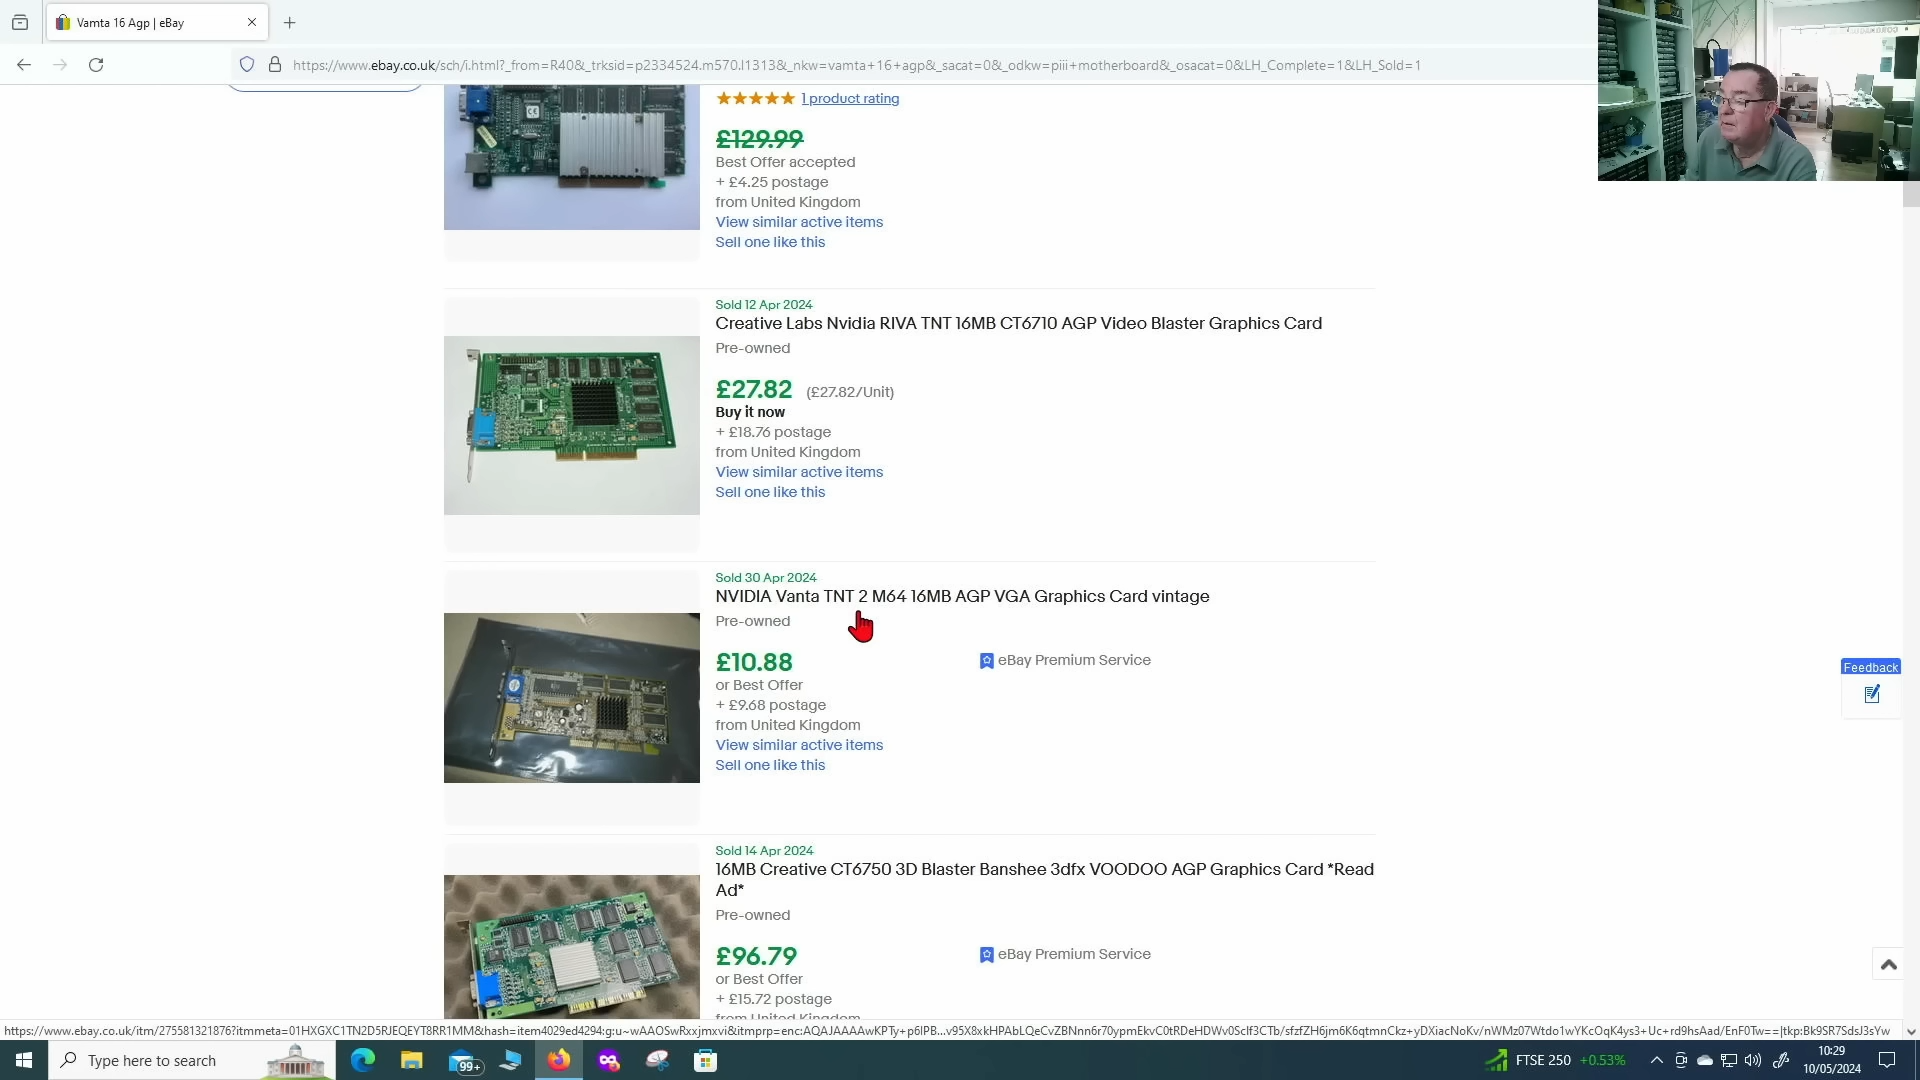 Vamta 16 Agp | eBay
https://www.ebay.co.uk/sch/i.html?_from=R40&_trksid=p2334524.m570.l1313&_nkw=vamta+16+agp&_sacat=0&_odkw=piii+motherboard&_osacat=0&LH_Complete=1&LH_Sold=1
1 product rating
£129.99
Best Offer accepted
+ £4.25 postage
from United Kingdom
View similar active items
Sell one like this
Sold 12 Apr 2024
Creative Labs Nvidia RIVA TNT 16MB CT6710 AGP Video Blaster Graphics Card
Pre-owned
£27.82 (£27.82/Unit)
Buy it now
+ £18.76 postage
from United Kingdom
View similar active items
Sell one like this
Sold 30 Apr 2024
NVIDIA Vanta TNT 2 M64 16MB AGP VGA Graphics Card vintage
Pre-owned
£10.88
eBay Premium Service
or Best Offer
+ £9.68 postage
from United Kingdom
View similar active items
Sell one like this
Feedback
Sold 14 Apr 2024
16MB Creative CT6750 3D Blaster Banshee 3dfx VOODOO AGP Graphics Card *Read
Ad*
Pre-owned
£96.79
eBay Premium Service
or Best Offer
+ £15.72 postage
from United Kingdom
Type here to search
99+
FTSE 250 +0.53%
10:29
10/05/2024